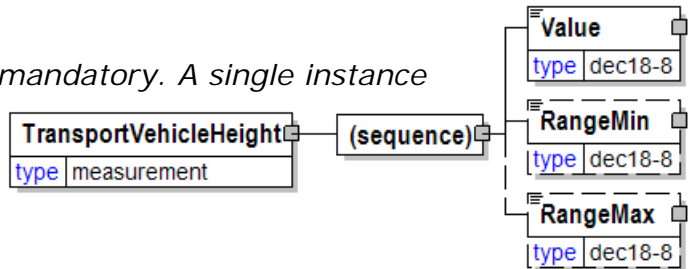 mandatory. A single instance
TransportVehicleHeight
type measurement
(sequence)
Value
type dec18-8
RangeMin
type dec18-8
RangeMax
type dec18-8